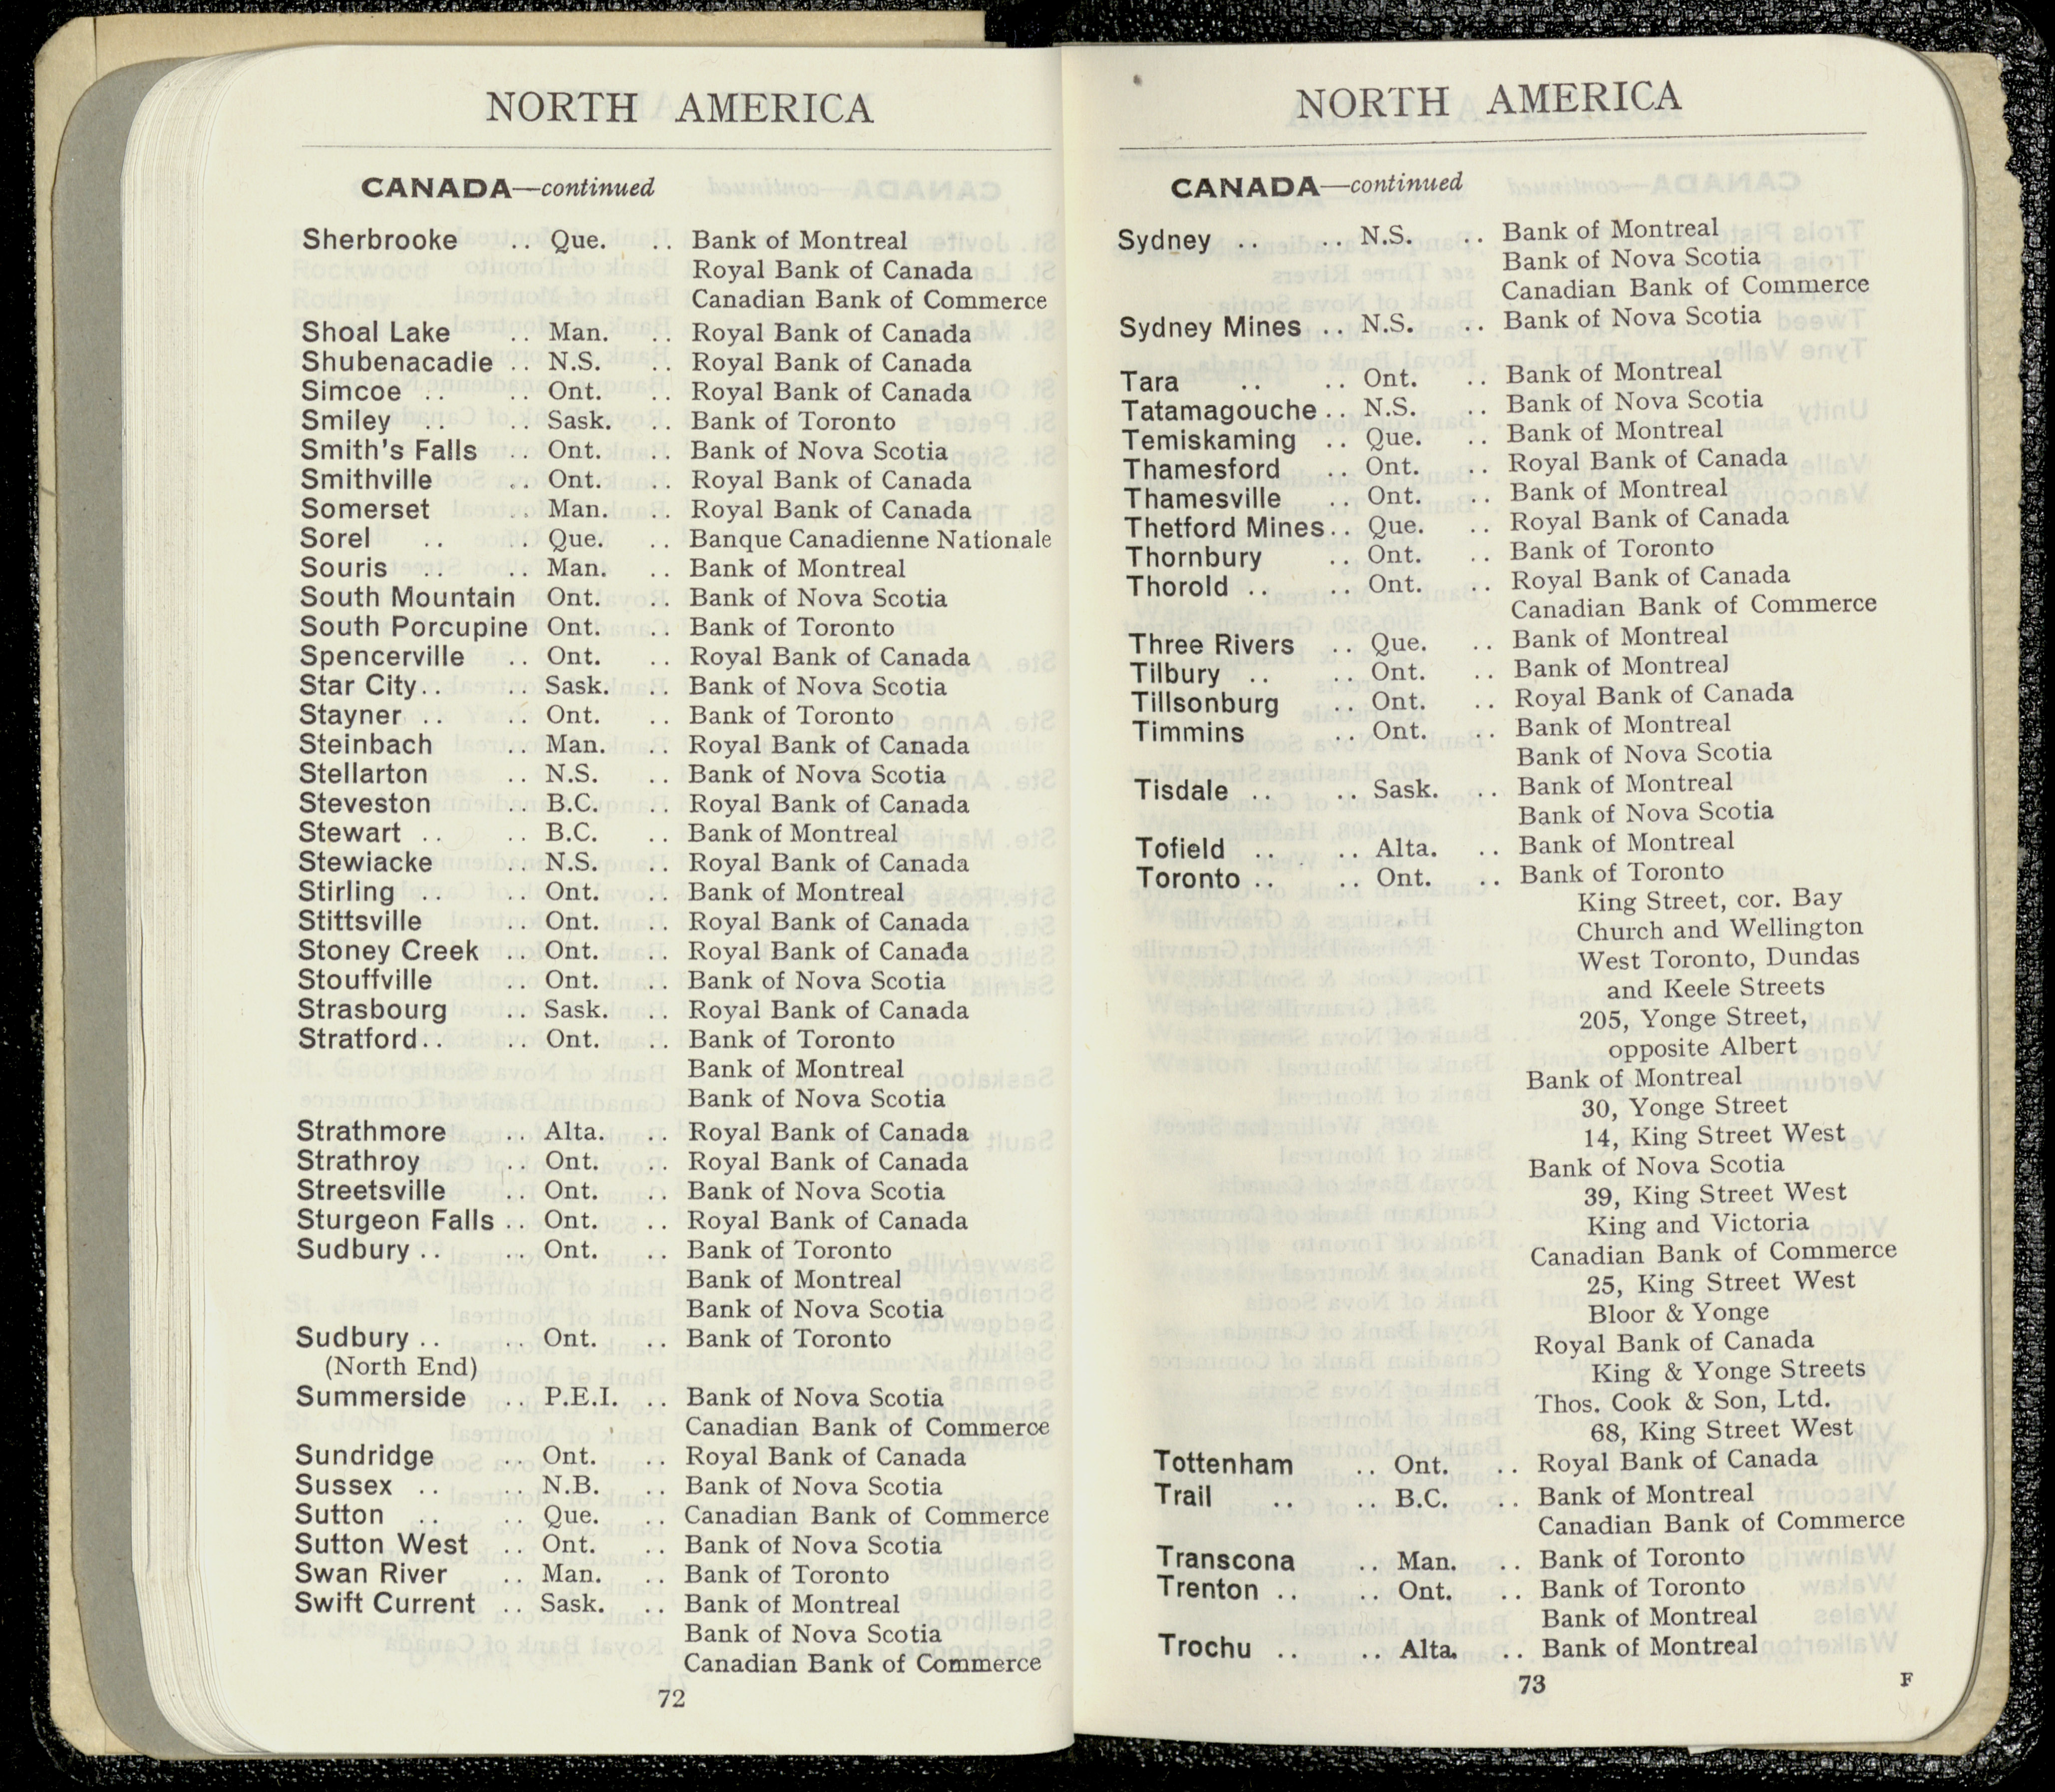 NORTH AMERICA
CANADA—continued
Sherbrooke .. Que. .. Bank of Montreal
Royal Bank of Canada
Canadian Bank of Commerce
Shoal Lake .. Man. .. Royal Bank of Canada
Shubenacadie .. N.S. .. Royal Bank of Canada
Simcoe .. .. Ont. .. Royal Bank of Canada
Smiley .. .. Sask. .. Bank of Toronto
Smith's Falls .. Ont. .. Bank of Nova Scotia
Smithville .. Ont. .. Royal Bank of Canada
Somerset .. Man. .. Royal Bank of Canada
Sorel .. .. Que. .. Banque Canadienne Nationale
Souris .. .. Man. .. Bank of Montreal
South Mountain Ont. .. Bank of Nova Scotia
South Porcupine Ont. .. Bank of Toronto
Spencerville .. Ont. .. Royal Bank of Canada
Star City .. .. Sask. .. Bank of Nova Scotia
Stayner .. .. Ont. .. Bank of Toronto
Steinbach .. Man. .. Royal Bank of Canada
Stellarton .. N.S. .. Bank of Nova Scotia
Steveston .. B.C. .. Royal Bank of Canada
Stewart .. .. B.C. .. Bank of Montreal
Stewiacke .. N.S. .. Royal Bank of Canada
Stirling .. .. Ont. .. Bank of Montreal
Stittsville .. Ont. .. Royal Bank of Canada
Stoney Creek .. Ont. .. Royal Bank of Canada
Stouffville .. Ont. .. Bank of Nova Scotia
Strasbourg .. Sask. .. Royal Bank of Canada
Stratford .. .. Ont. .. Bank of Toronto
Bank of Montreal
Bank of Nova Scotia
Strathmore .. Alta. .. Royal Bank of Canada
Strathroy .. Ont. .. Royal Bank of Canada
Streetsville .. Ont. .. Bank of Nova Scotia
Sturgeon Falls .. Ont. .. Royal Bank of Canada
Sudbury .. .. Ont. .. Bank of Toronto
Bank of Montreal
Bank of Nova Scotia
Sudbury .. .. Ont. .. Bank of Toronto
(North End)
Summerside .. P.E.I. .. Bank of Nova Scotia
Canadian Bank of Commerce
Sundridge .. Ont. .. Royal Bank of Canada
Sussex .. .. N.B. .. Bank of Nova Scotia
Sutton .. .. Que. .. Canadian Bank of Commerce
Sutton West .. Ont. .. Bank of Nova Scotia
Swan River .. Man. .. Bank of Toronto
Swift Current .. Sask. .. Bank of Montreal
Bank of Nova Scotia
Canadian Bank of Commerce
72
NORTH AMERICA
CANADA—continued
Sydney .. .. N.S. .. Bank of Montreal
Bank of Nova Scotia
Canadian Bank of Commerce
Sydney Mines .. N.S. .. Bank of Nova Scotia
Tara .. .. Ont. .. Bank of Montreal
Tatamagouche .. N.S. .. Bank of Nova Scotia
Temiskaming .. Que. .. Bank of Montreal
Thamesford .. Ont. .. Royal Bank of Canada
Thamesville .. Ont. .. Bank of Montreal
Thetford Mines .. Que. .. Royal Bank of Canada
Thornbury .. Ont. .. Bank of Toronto
Thorold .. .. Ont. .. Royal Bank of Canada
Canadian Bank of Commerce
Three Rivers .. Que. .. Bank of Montreal
Tilbury .. .. Ont. .. Bank of Montreal
Tillsonburg .. Ont. .. Royal Bank of Canada
Timmins .. Ont. .. Bank of Montreal
Bank of Nova Scotia
Tisdale .. .. Sask. .. Bank of Montreal
Bank of Nova Scotia
Tofield .. .. Alta. .. Bank of Montreal
Toronto .. .. Ont. .. Bank of Toronto
King Street, cor. Bay
Church and Wellington
West Toronto, Dundas
and Keele Streets
205, Yonge Street,
opposite Albert
Bank of Montreal
30, Yonge Street
14, King Street West
Bank of Nova Scotia
39, King Street West
King and Victoria
Canadian Bank of Commerce
25, King Street West
Bloor & Yonge
Royal Bank of Canada
King & Yonge Streets
Thos. Cook & Son, Ltd.
68, King Street West
Tottenham .. Ont. .. Royal Bank of Canada
Trail .. .. B.C. .. Bank of Montreal
Canadian Bank of Commerce
Transcona .. Man. .. Bank of Toronto
Trenton .. .. Ont. .. Bank of Toronto
Bank of Montreal
Trochu .. .. Alta. .. Bank of Montreal
73
F